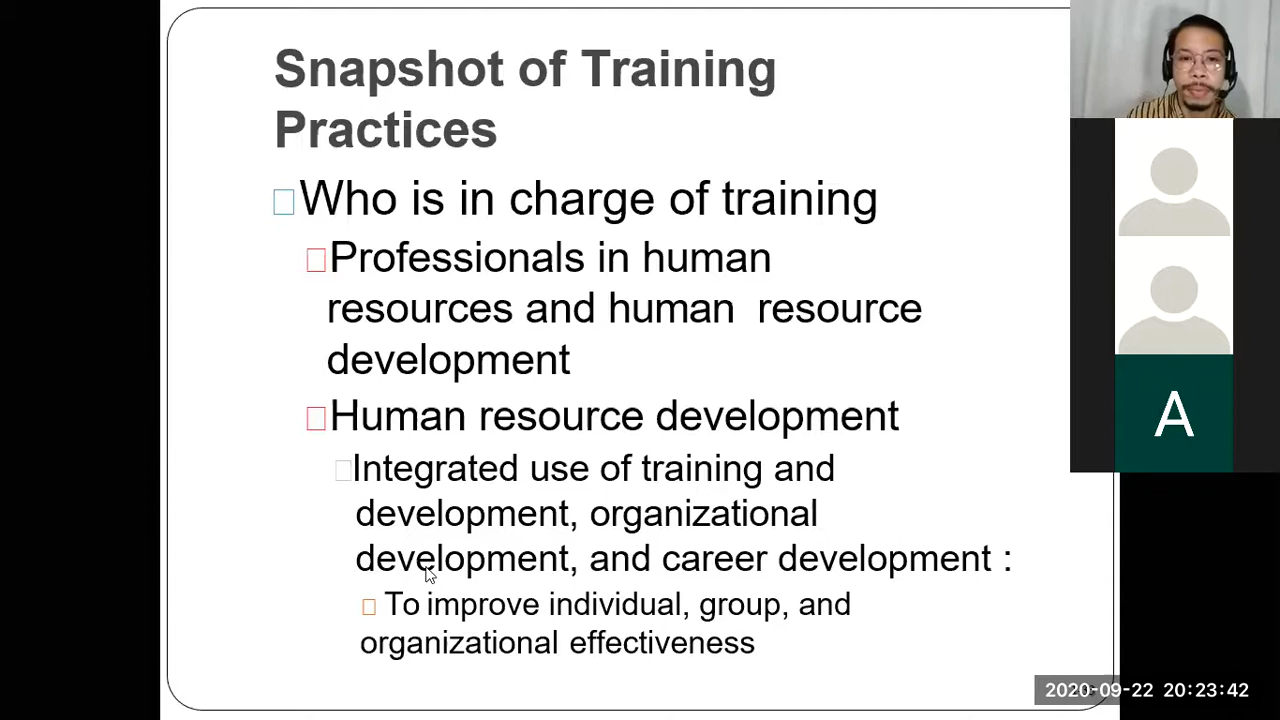 Snapshot of Training
Practices
Who is in charge of training
Professionals in human
resources and human resource
development
Human resource development
Integrated use of training and
development, organizational
development, and career development :
To improve individual, group, and
organizational effectiveness
A
2020-09-22 20:23:42